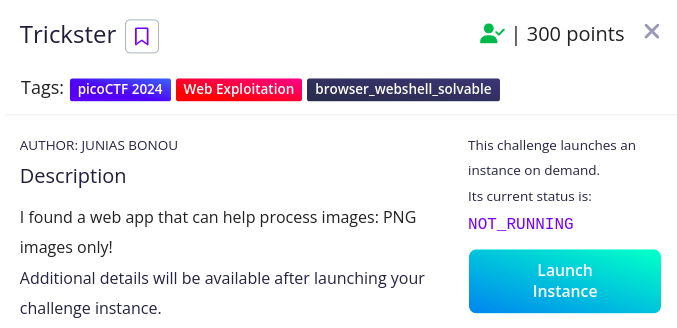 Trickster
| 300 points
Tags: picoCTF 2024 Web Exploitation browser_webshell_solvable
AUTHOR: JUNIAS BONOU
Description
I found a web app that can help process images: PNG
images only!
Additional details will be available after launching your
challenge instance.
This challenge launches an
instance on demand.
Its current status is:
NOT_RUNNING
Launch
Instance